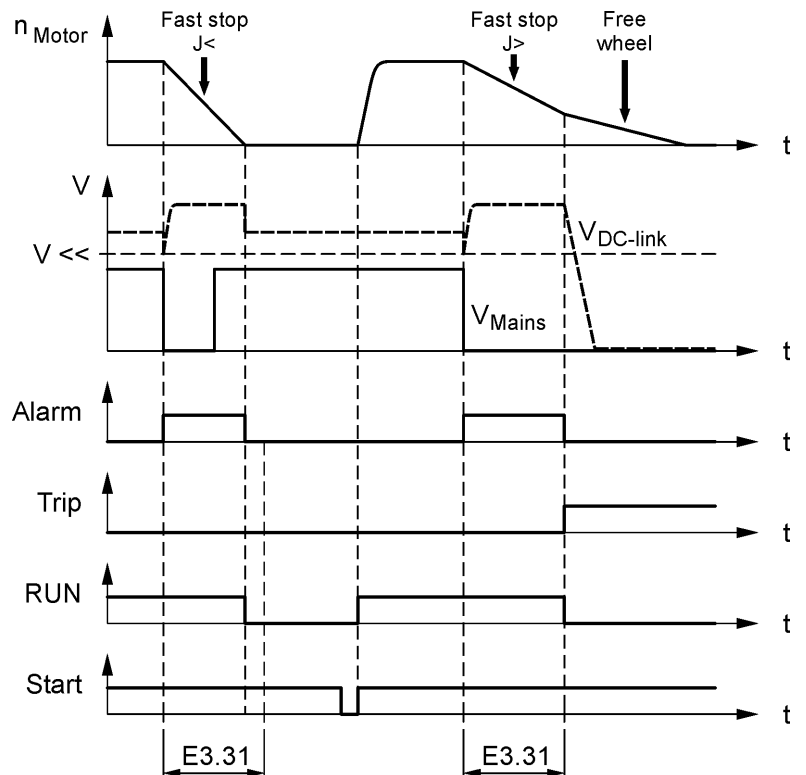 Fast stop
J<
Fast stop
J>
Free
wheel
n Motor
t
V
V <<
V DC-link
V Mains
t
Alarm
t
Trip
t
RUN
t
Start
t
E3.31
E3.31